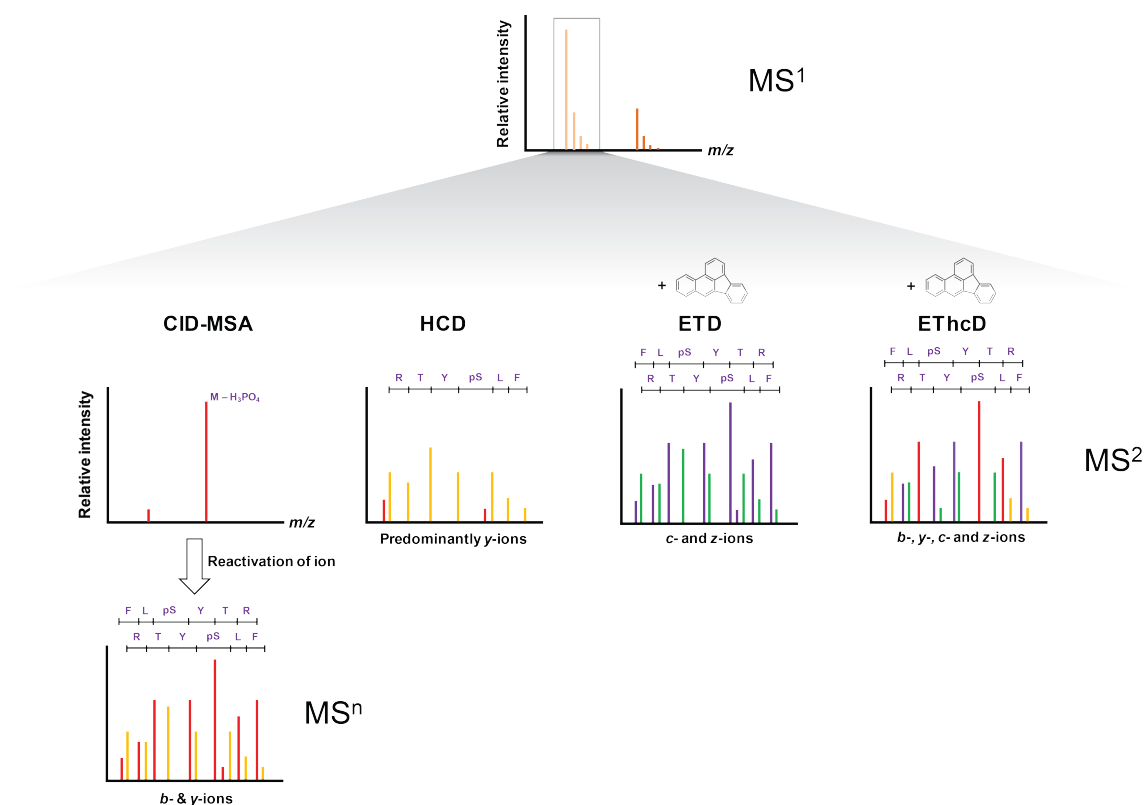 Relative intensity
MS¹
m/z
+
+
CID-MSA
HCD
ETD
EThcD
F L pS Y T R
F L pS Y T R
R T Y pS L F
R T Y pS L F
R T Y pS L F
M – H₃PO₄
Relative intensity
MS²
m/z
Predominantly y-ions
c- and z-ions
b-, y-, c- and z-ions
Reactivation of ion
F L pS Y T R
R T Y pS L F
MSⁿ
b- & y-ions